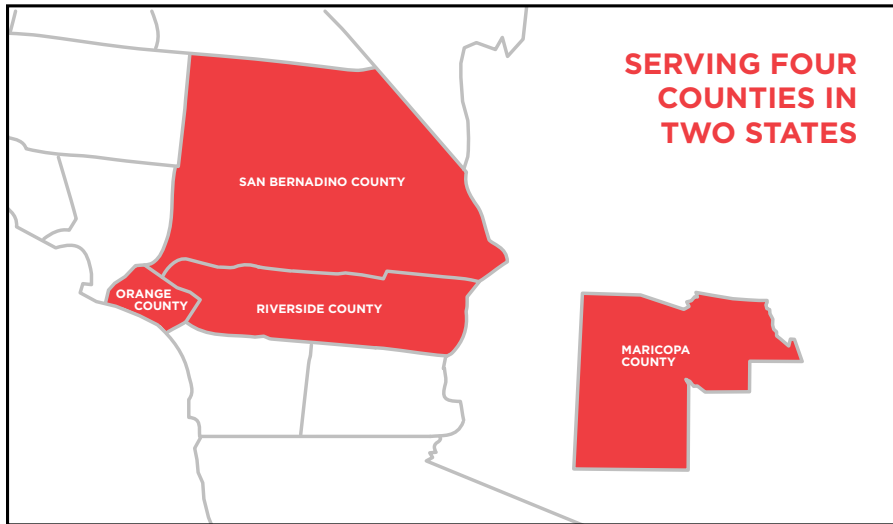 SERVING FOUR
COUNTIES IN
TWO STATES
SAN BERNADINO COUNTY
ORANGE
COUNTY
RIVERSIDE COUNTY
MARICOPA
COUNTY